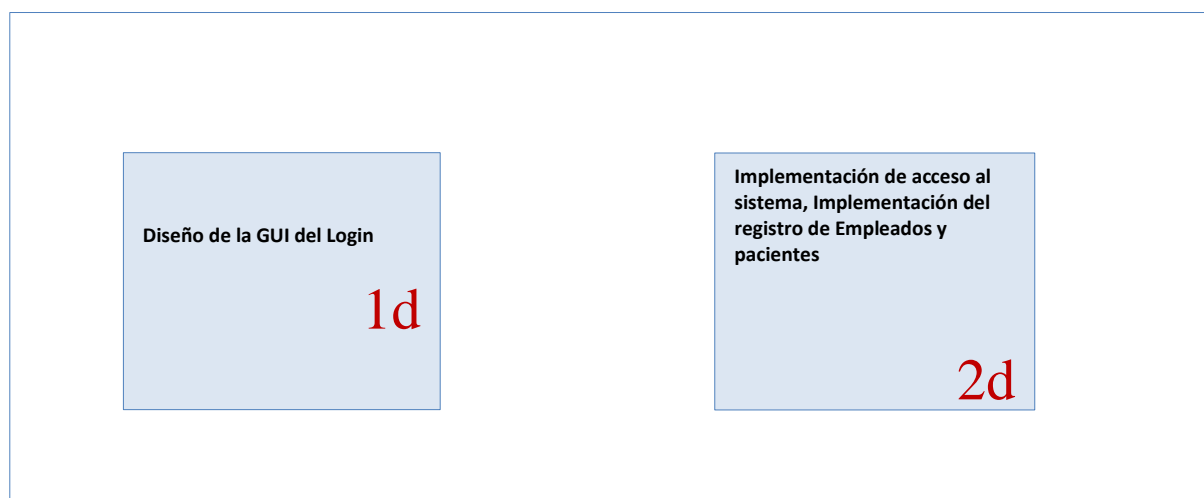 Diseño de la GUI del Login
1d
Implementación de acceso al
sistema, Implementación del
registro de Empleados y
pacientes
2d